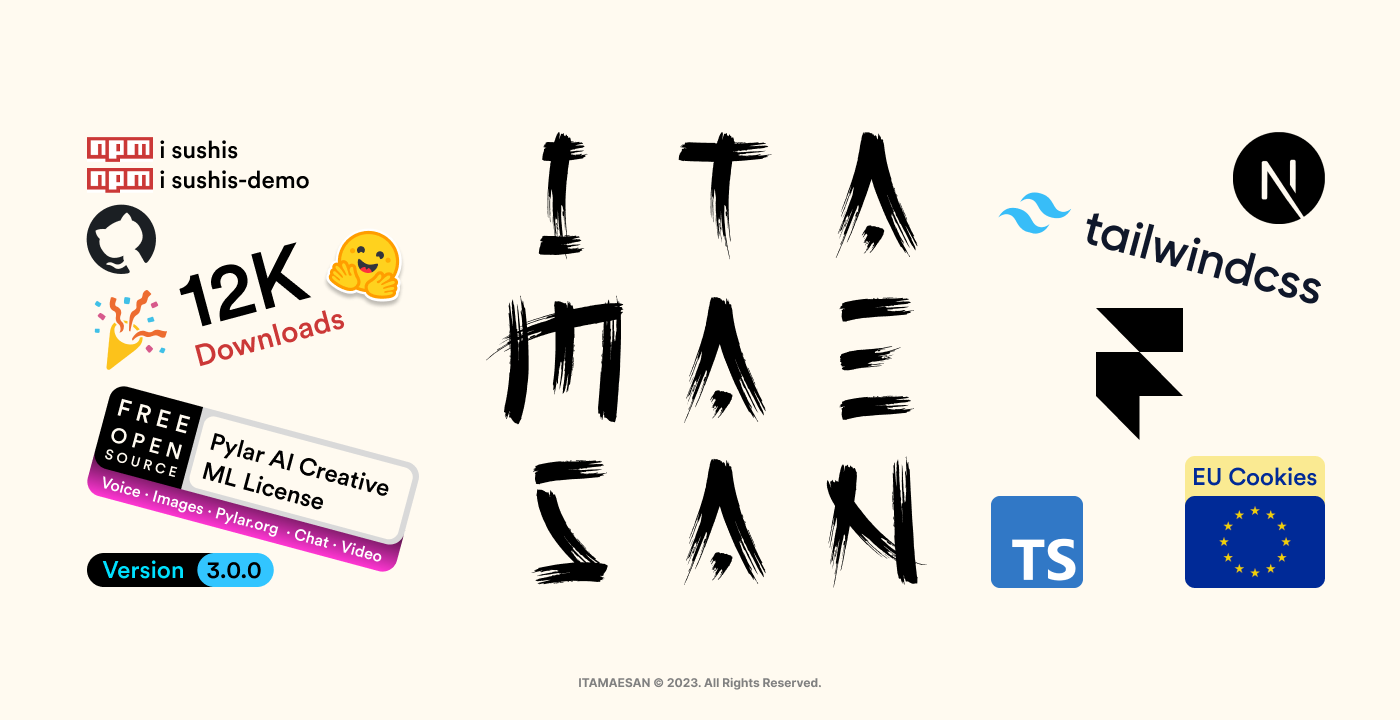 npm i sushis
npm i sushis-demo
12K
Downloads
FREE
OPEN
SOURCE
Pylar AI Creative
ML License
Voice · Images · Pylar.org · Chat · Video
Version 3.0.0
ITA
MAE
SAN
N
tailwindcss
TS
EU Cookies
ITAMAESAN © 2023. All Rights Reserved.